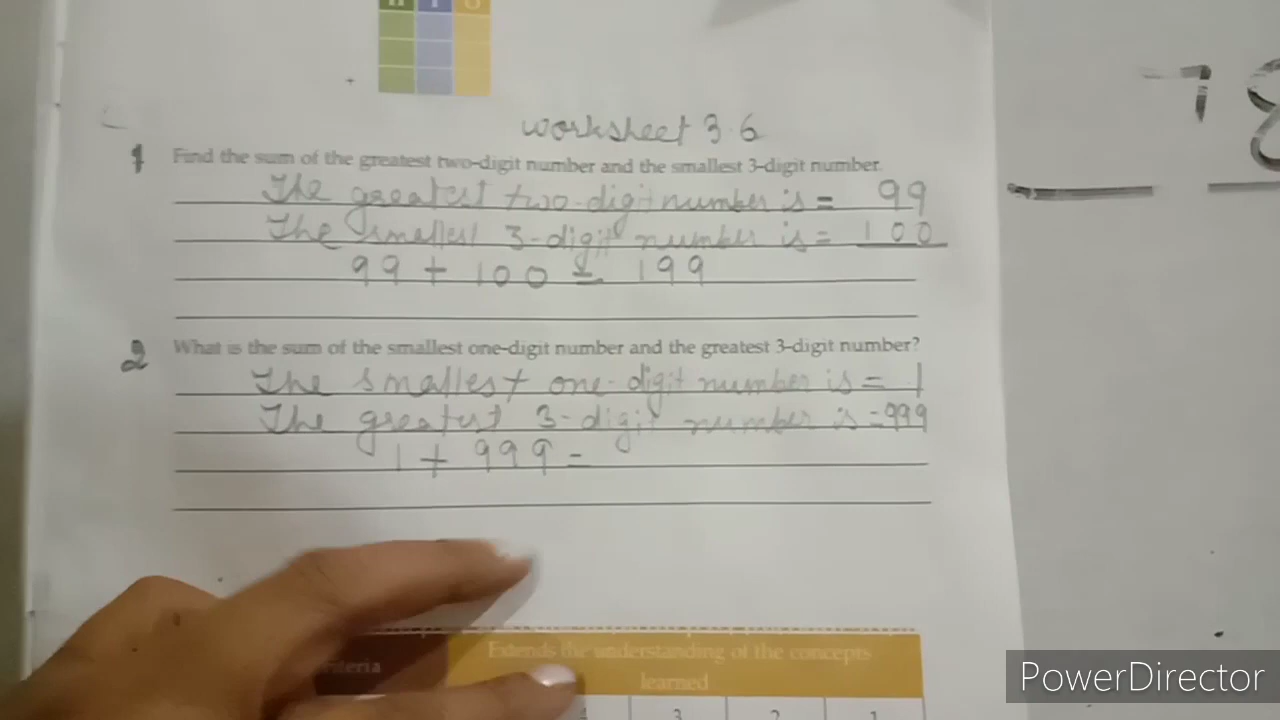 H T O
worksheet 3.6
1 Find the sum of the greatest two-digit number and the smallest 3-digit number.
The greatest two-digit number is = 99
The smallest 3-digit number is = 100
99 + 100 = 199
2 What is the sum of the smallest one-digit number and the greatest 3-digit number?
The smallest one-digit number is = 1
The greatest 3-digit number is = 999
1 + 999 =
Extends the understanding of the concepts
learned
3 2 1
PowerDirector